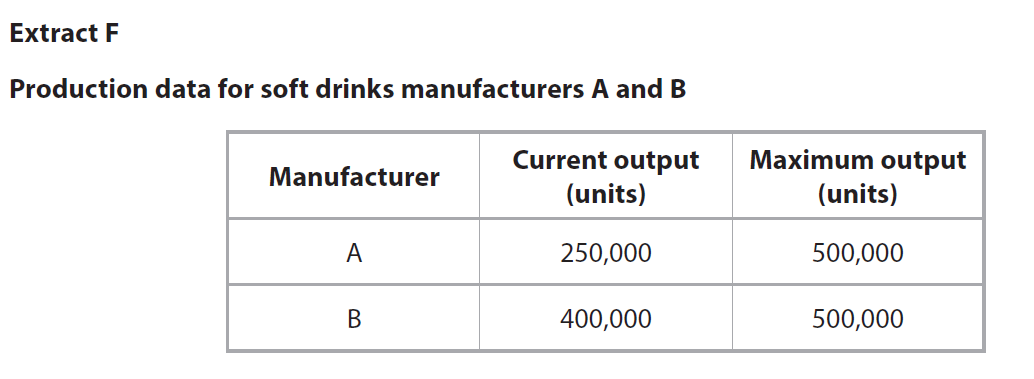 Extract F
Production data for soft drinks manufacturers A and B
Manufacturer
Current output
(units)
Maximum output
(units)
A 250,000 500,000
B 400,000 500,000